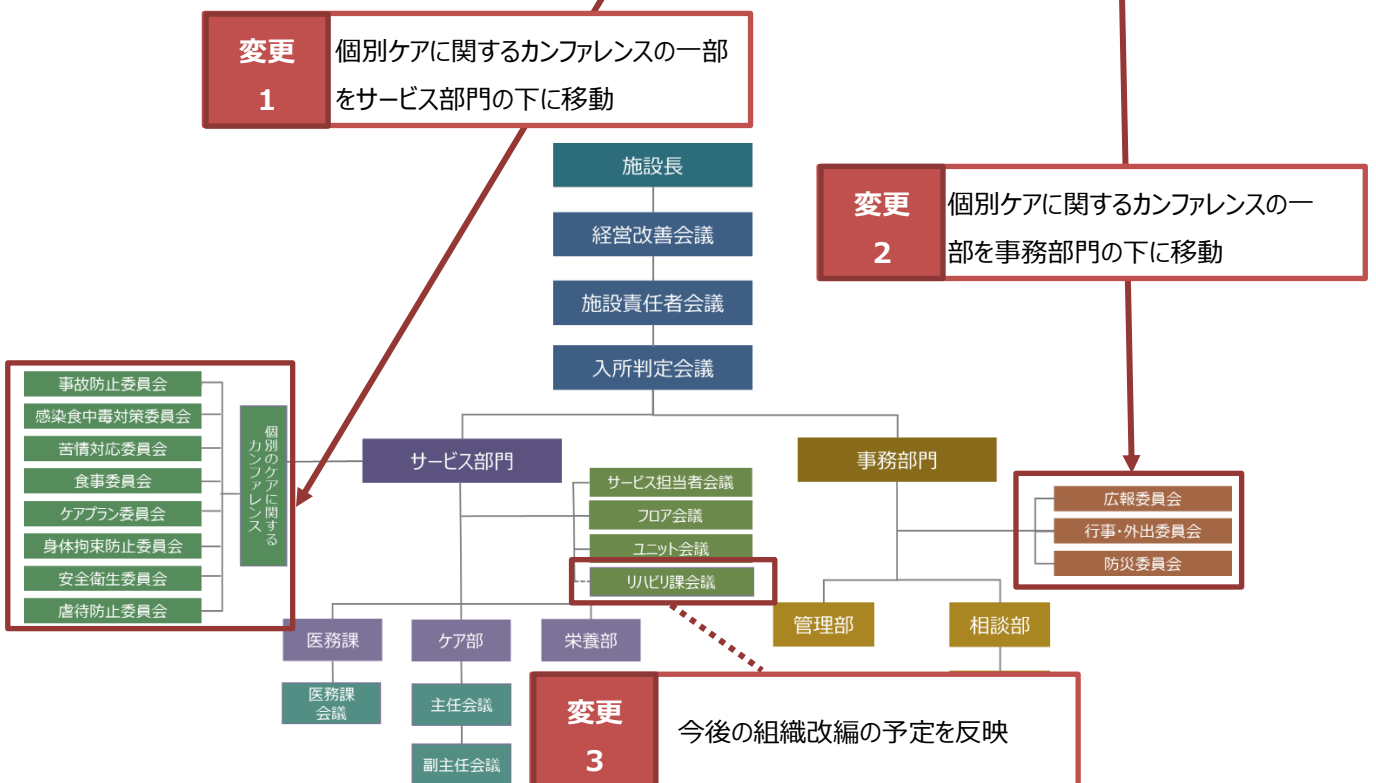 変更
1
個別ケアに関するカンファレンスの一部
をサービス部門の下に移動
施設長
変更
2
個別ケアに関するカンファレンスの一
部を事務部門の下に移動
経営改善会議
施設責任者会議
入所判定会議
事故防止委員会
感染食中毒対策委員会
苦情対応委員会
食事委員会
ケアプラン委員会
身体拘束防止委員会
安全衛生委員会
虐待防止委員会
個別のケアに関する
カンファレンス
サービス部門
事務部門
サービス担当者会議
フロア会議
ユニット会議
リハビリ課会議
広報委員会
行事・外出委員会
防災委員会
医務課
ケア部
栄養部
管理部
相談部
医務課
会議
主任会議
副主任会議
変更
3
今後の組織改編の予定を反映